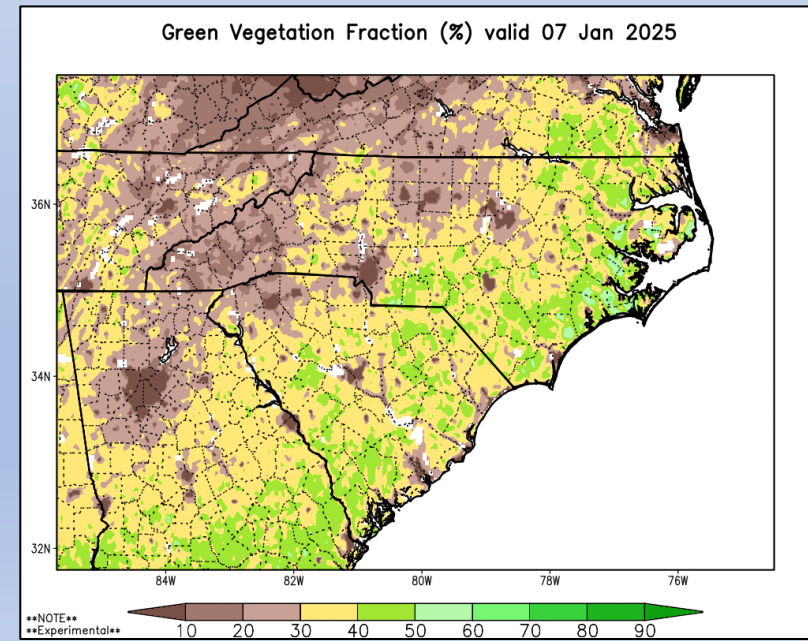 Green Vegetation Fraction (%) valid 07 Jan 2025
36N
34N
32N
84W 82W 80W 78W 76W
**NOTE**
**Experimental**
10 20 30 40 50 60 70 80 90